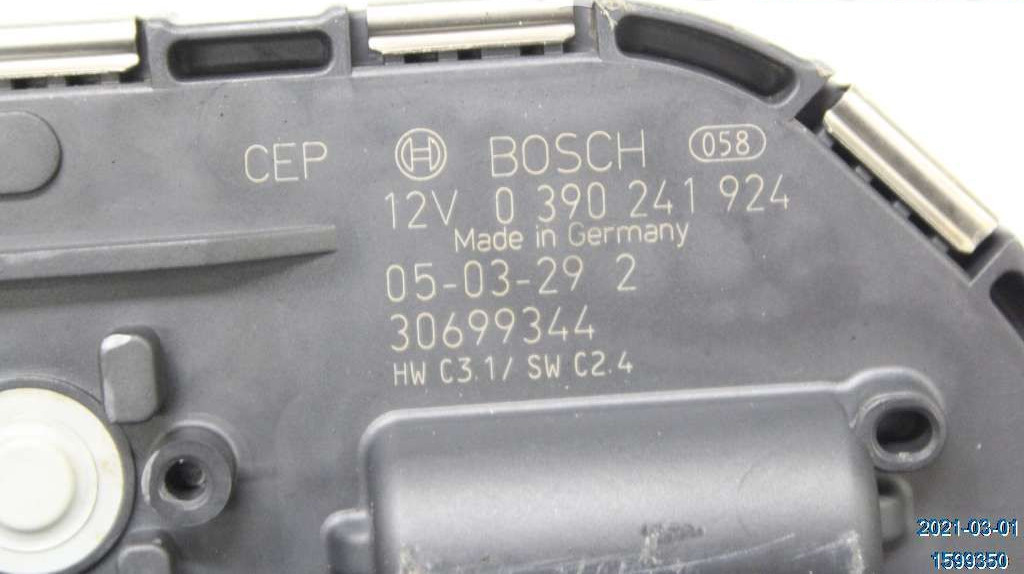 CEP BOSCH 058
12V 0 390 241 924
Made in Germany
05-03-29 2
30699344
HW C3.1/ SW C2.4
2021-03-01
1599350